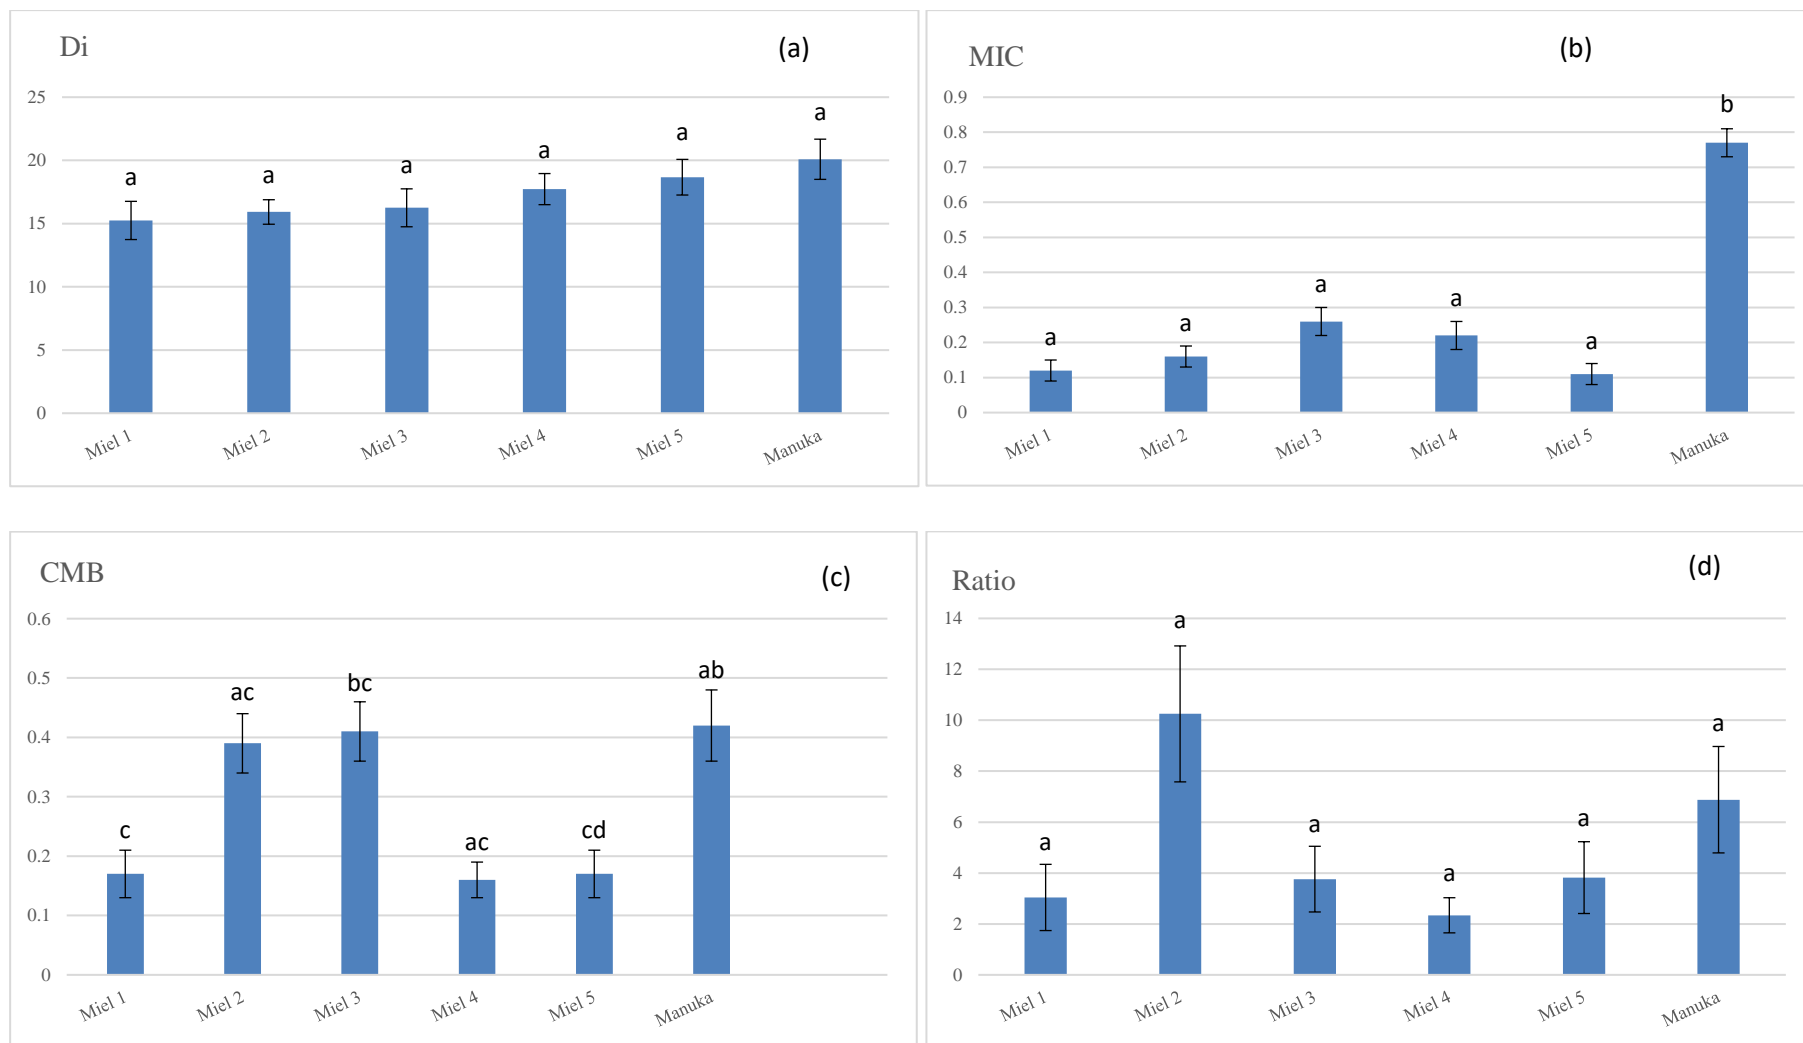 Di
(a)
25
20
15
10
5
0
a
a
a
a
a
a
Miel 1
Miel 2
Miel 3
Miel 4
Miel 5
Manuka
MIC
(b)
0.9
0.8
0.7
0.6
0.5
0.4
0.3
0.2
0.1
0
a
a
a
a
a
b
Miel 1
Miel 2
Miel 3
Miel 4
Miel 5
Manuka
CMB
(c)
0.6
0.5
0.4
0.3
0.2
0.1
0
c
ac
bc
ac
cd
ab
Miel 1
Miel 2
Miel 3
Miel 4
Miel 5
Manuka
Ratio
(d)
14
12
10
8
6
4
2
0
a
a
a
a
a
a
Miel 1
Miel 2
Miel 3
Miel 4
Miel 5
Manuka